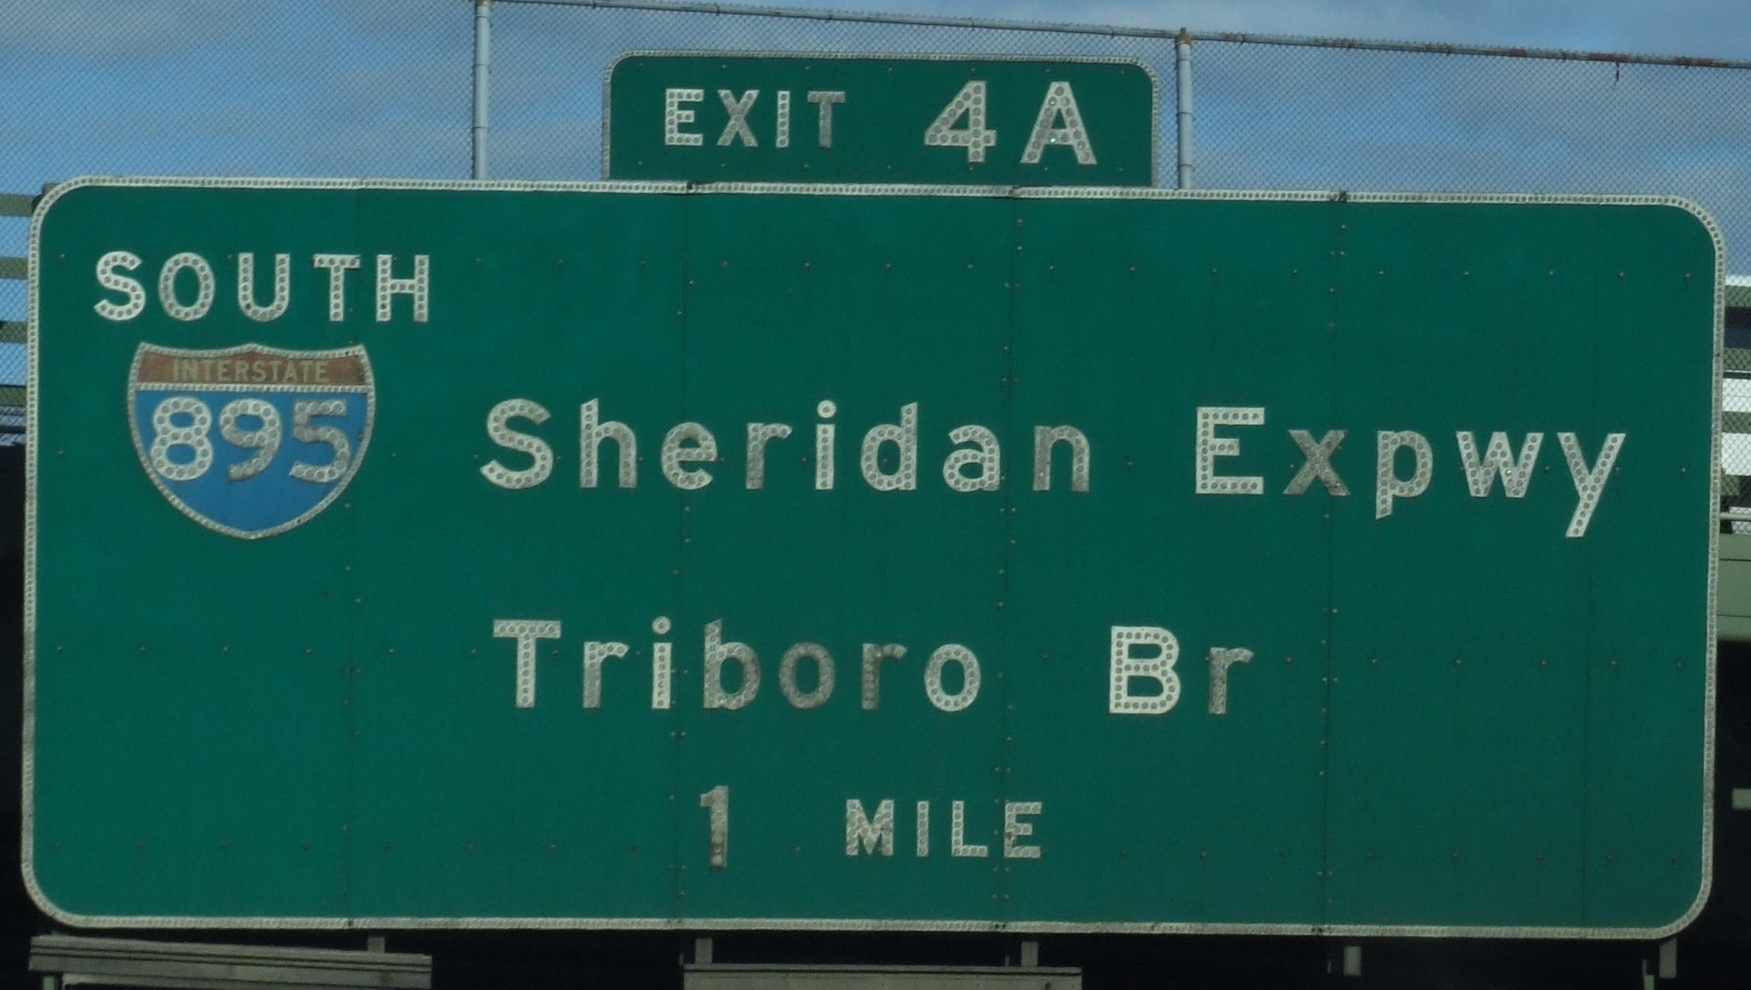 EXIT 4A
SOUTH
INTERSTATE
895
Sheridan Expwy
Triboro Br
1 MILE